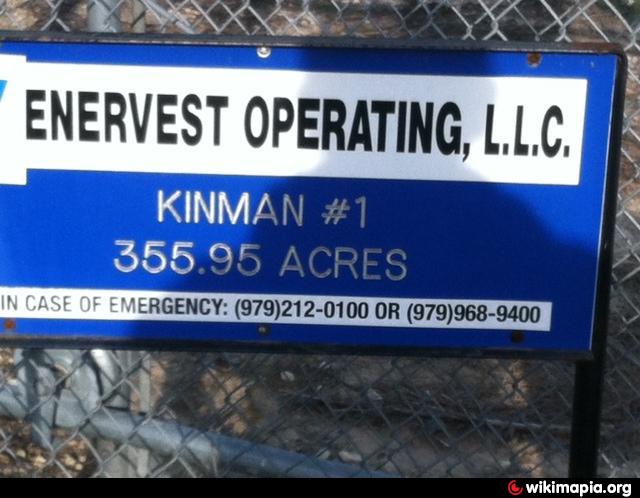 ENERVEST OPERATING, L.L.C.
KINMAN #1
355.95 ACRES
IN CASE OF EMERGENCY: (979)212-0100 OR (979)968-9400
wikimapia.org